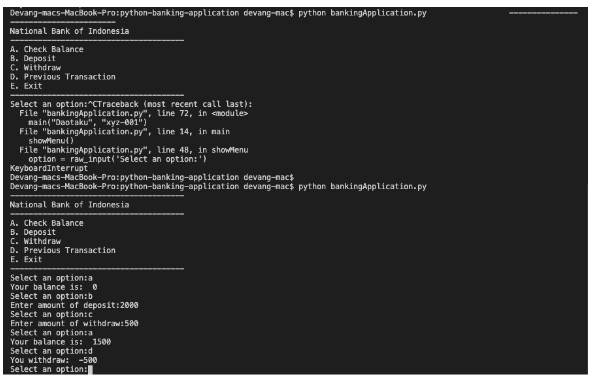 Devang-macs-MacBook-Pro:python-banking-application devang-mac$ python bankingApplication.py
National Bank of Indonesia
A. Check Balance
B. Deposit
C. Withdraw
D. Previous Transaction
E. Exit
Select an option:^CTraceback (most recent call last):
File "bankingApplication.py", line 72, in <module>
main("Daotaku", "xyz-001")
File "bankingApplication.py", line 14, in main
showMenu()
File "bankingApplication.py", line 48, in showMenu
option = raw_input('Select an option:')
KeyboardInterrupt
Devang-macs-MacBook-Pro:python-banking-application devang-mac$
Devang-macs-MacBook-Pro:python-banking-application devang-mac$ python bankingApplication.py
National Bank of Indonesia
A. Check Balance
B. Deposit
C. Withdraw
D. Previous Transaction
E. Exit
Select an option:a
Your balance is:  0
Select an option:b
Enter amount of deposit:2000
Select an option:c
Enter amount of withdraw:500
Select an option:a
Your balance is:  1500
Select an option:d
You withdraw:  -500
Select an option: